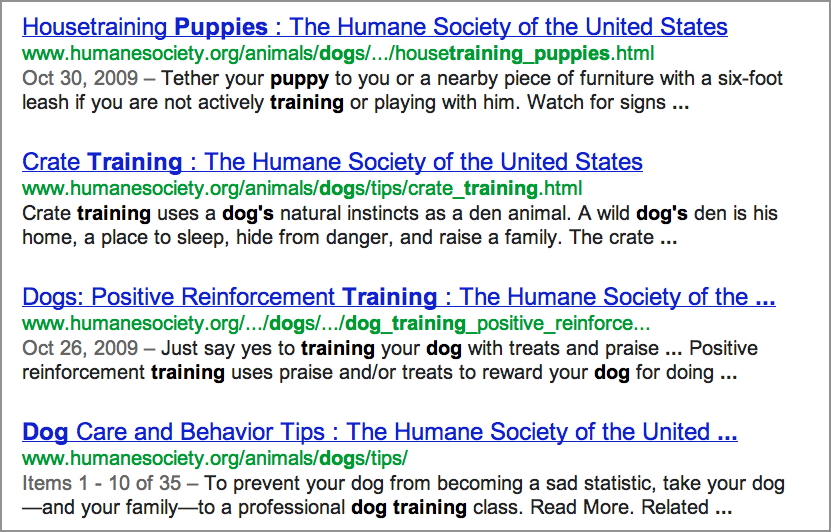 Housetraining Puppies : The Humane Society of the United States
www.humanesociety.org/animals/dogs/.../housetraining_puppies.html
Oct 30, 2009 – Tether your puppy to you or a nearby piece of furniture with a six-foot
leash if you are not actively training or playing with him. Watch for signs ...
Crate Training : The Humane Society of the United States
www.humanesociety.org/animals/dogs/tips/crate_training.html
Crate training uses a dog's natural instincts as a den animal. A wild dog's den is his
home, a place to sleep, hide from danger, and raise a family. The crate ...
Dogs: Positive Reinforcement Training : The Humane Society of the ...
www.humanesociety.org/.../dogs/.../dog_training_positive_reinforce...
Oct 26, 2009 – Just say yes to training your dog with treats and praise ... Positive
reinforcement training uses praise and/or treats to reward your dog for doing ...
Dog Care and Behavior Tips : The Humane Society of the United ...
www.humanesociety.org/animals/dogs/tips/
Items 1 - 10 of 35 – To prevent your dog from becoming a sad statistic, take your dog
—and your family—to a professional dog training class. Read More. Related ...